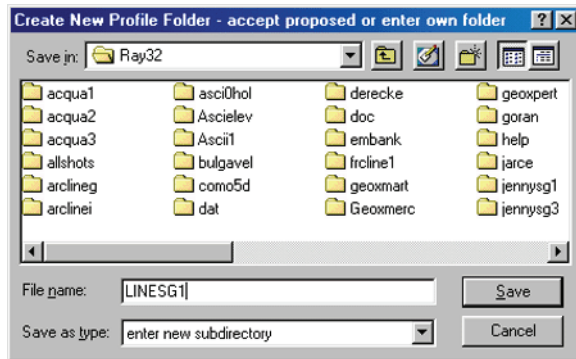 Create New Profile Folder - accept proposed or enter own folder
Save in: Ray32
acqua1 asci0hol derecke geoxpert
acqua2 Ascielev doc goran
acqua3 Ascii1 embank help
allshots bulgavel frcline1 jarce
arclineg como5d geoxmart jennysg1
arclinei dat Geoxmerc jennysg3
File name: LINESG1
Save
Save as type: enter new subdirectory
Cancel